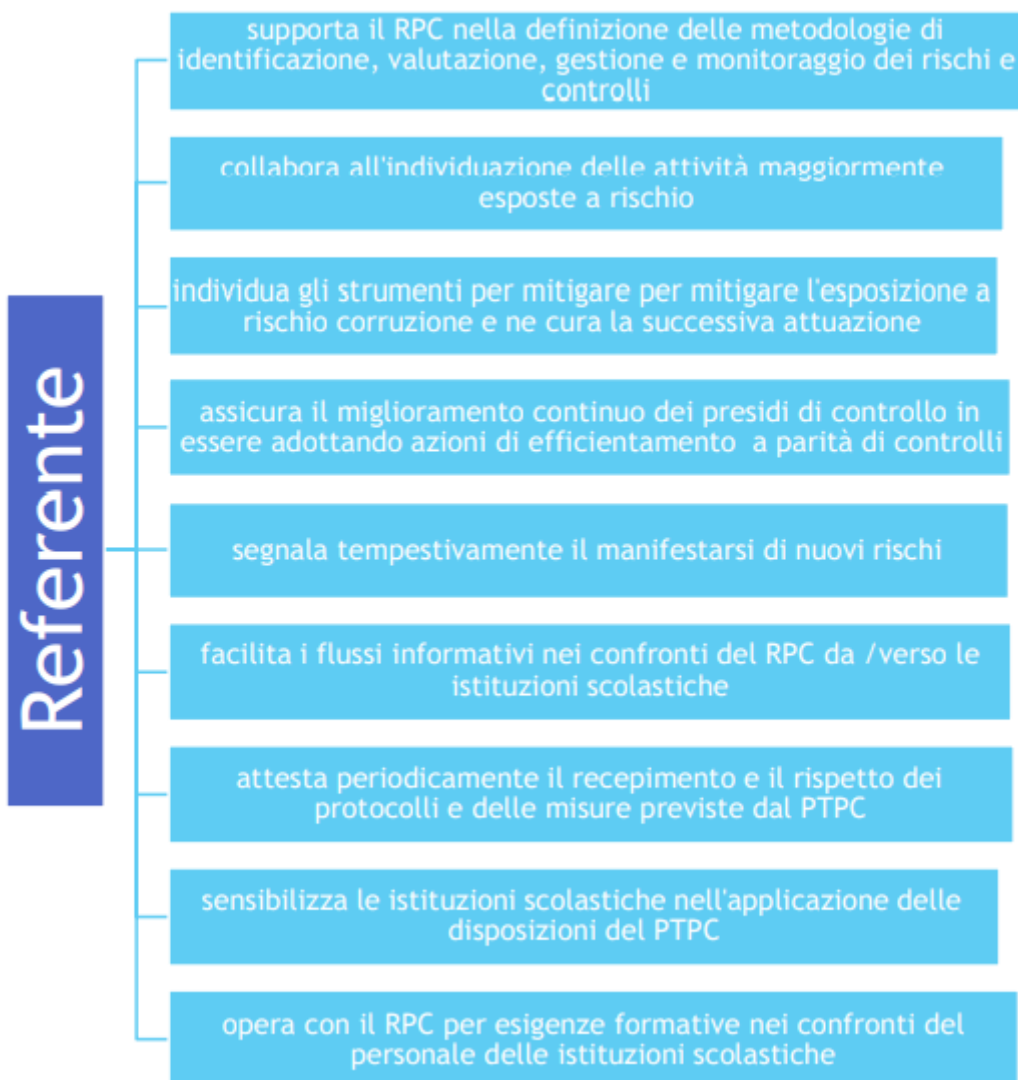 Referente
supporta il RPC nella definizione delle metodologie di
identificazione, valutazione, gestione e monitoraggio dei rischi e
controlli
collabora all'individuazione delle attività maggiormente
esposte a rischio
individua gli strumenti per mitigare per mitigare l'esposizione a
rischio corruzione e ne cura la successiva attuazione
assicura il miglioramento continuo dei presidi di controllo in
essere adottando azioni di efficientamento a parità di controlli
segnala tempestivamente il manifestarsi di nuovi rischi
facilita i flussi informativi nei confronti del RPC da /verso le
istituzioni scolastiche
attesta periodicamente il recepimento e il rispetto dei
protocolli e delle misure previste dal PTPC
sensibilizza le istituzioni scolastiche nell'applicazione delle
disposizioni del PTPC
opera con il RPC per esigenze formative nei confronti del
personale delle istituzioni scolastiche